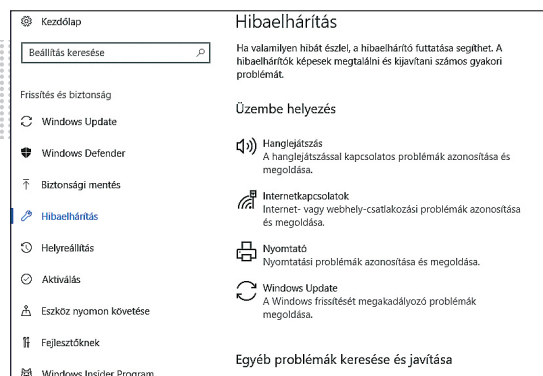 Kezdőlap
Beállítás keresése
Frissítés és biztonság
Windows Update
Windows Defender
Biztonsági mentés
Hibaelhárítás
Helyreállítás
Aktiválás
Eszköz nyomon követése
Fejlesztőknek
Windows Insider Program
Hibaelhárítás
Ha valamilyen hibát észlel, a hibaelhárító futtatása segíthet. A
hibaelhárítók képesek megtalálni és kijavítani számos gyakori
problémát.
Üzembe helyezés
Hanglejátszás
A hanglejátszással kapcsolatos problémák azonosítása és
megoldása.
Internetkapcsolatok
Internet- vagy webhely-csatlakozási problémák azonosítása
és megoldása.
Nyomtató
Nyomtatási problémák azonosítása és megoldása.
Windows Update
A Windows frissítését megakadályozó problémák
megoldása.
Egyéb problémák keresése és javítása